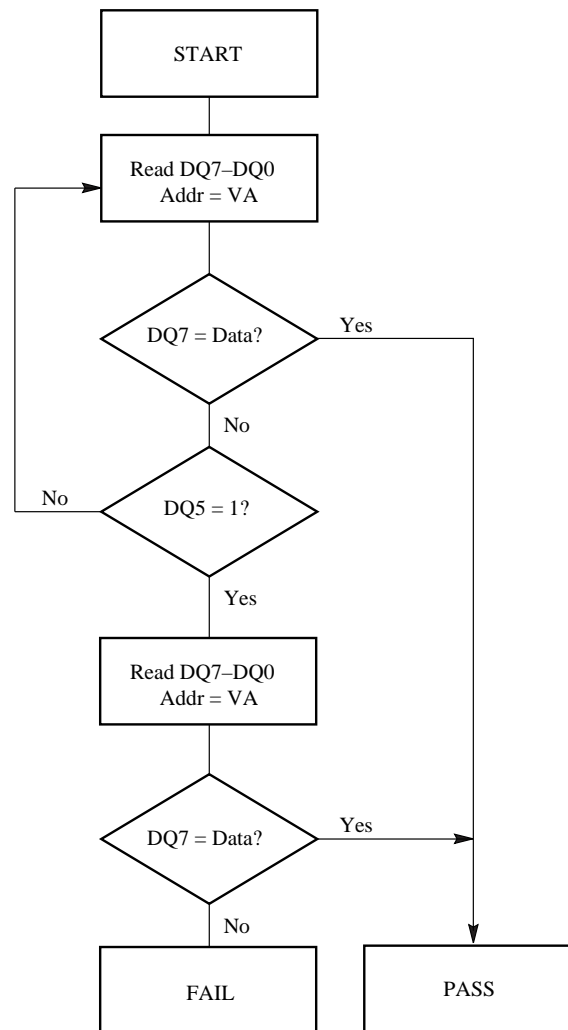 START
Read DQ7–DQ0
Addr = VA
DQ7 = Data?
Yes
No
No
DQ5 = 1?
Yes
Read DQ7–DQ0
Addr = VA
DQ7 = Data?
Yes
No
FAIL
PASS